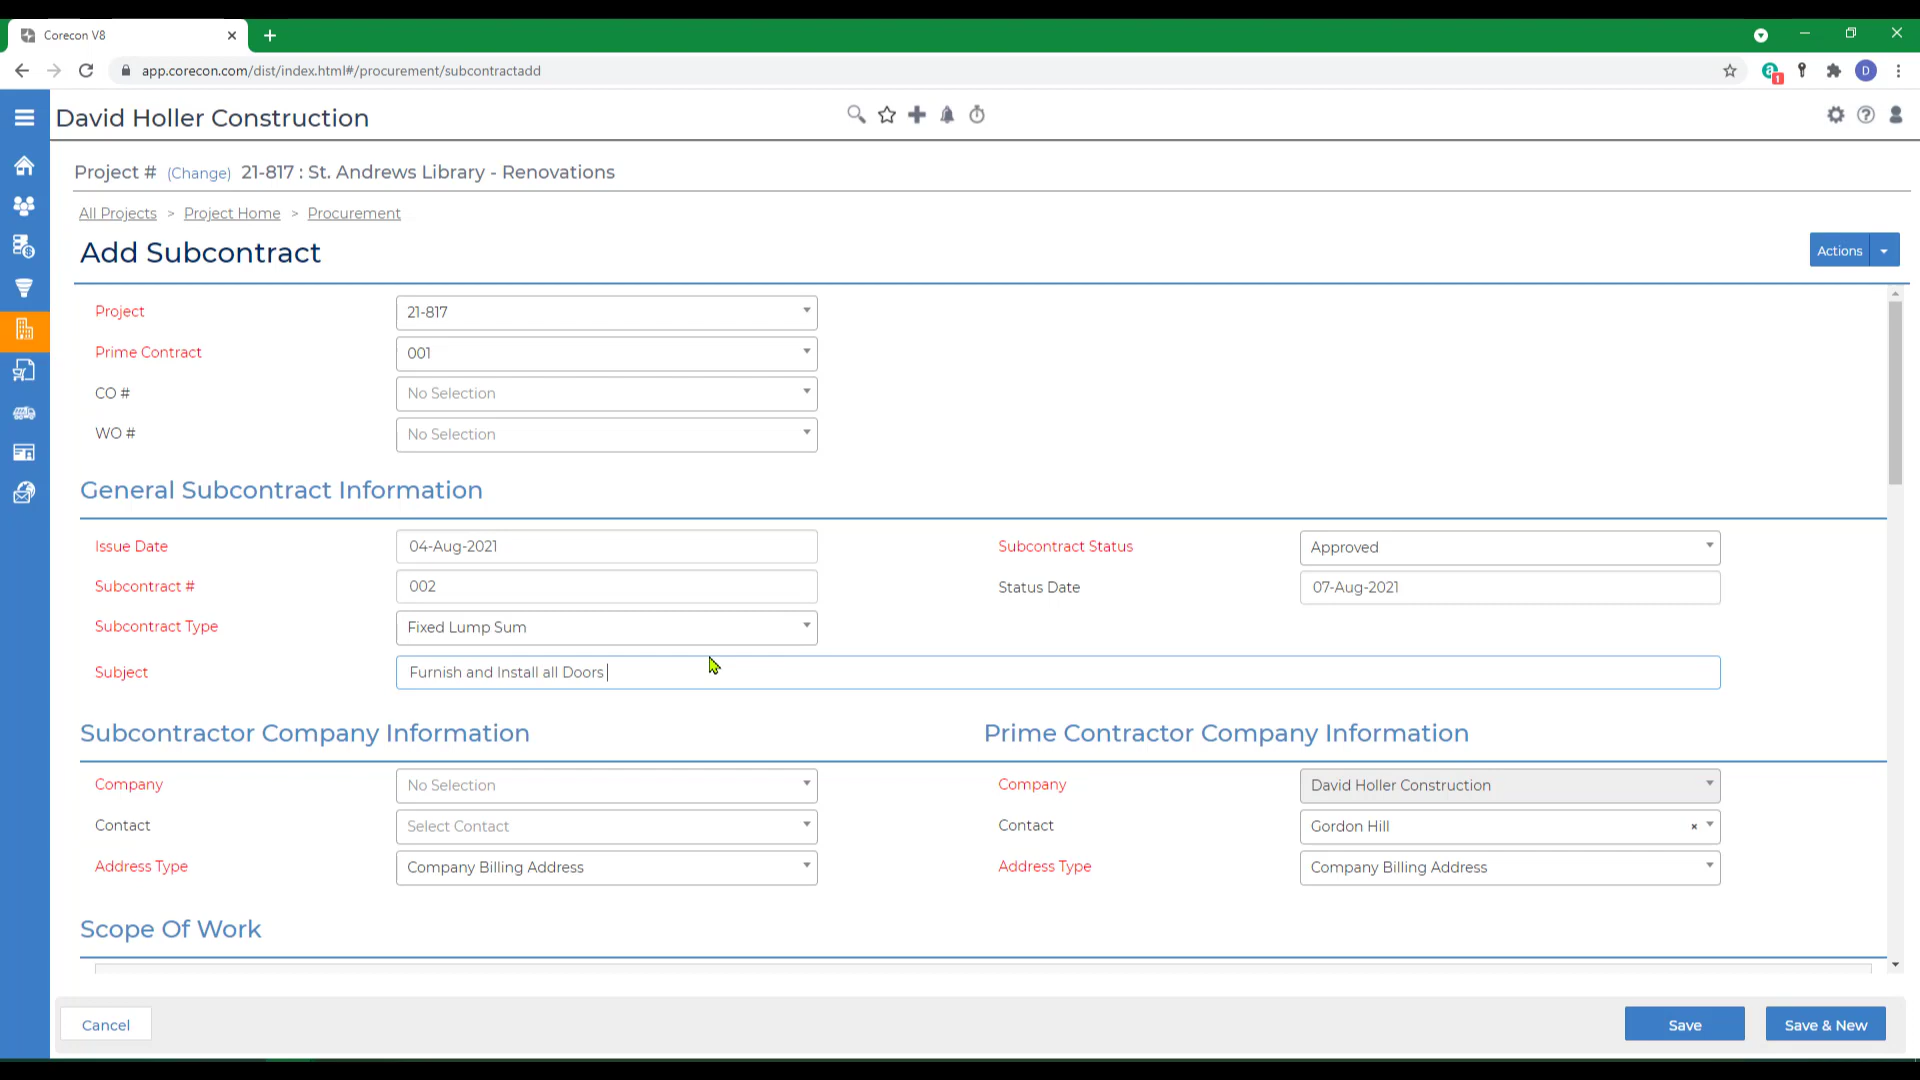 Corecon V8
app.corecon.com/dist/index.html#/procurement/subcontractadd
a 1
D
David Holler Construction
Project # (Change) 21-817 : St. Andrews Library - Renovations
All Projects > Project Home > Procurement
Add Subcontract
Actions
Project 21-817
Prime Contract 001
CO # No Selection
WO # No Selection
General Subcontract Information
Issue Date 04-Aug-2021 Subcontract Status Approved
Subcontract # 002 Status Date 07-Aug-2021
Subcontract Type Fixed Lump Sum
Subject Furnish and Install all Doors
Subcontractor Company Information Prime Contractor Company Information
Company No Selection Company David Holler Construction
Contact Select Contact Contact Gordon Hill ×
Address Type Company Billing Address Address Type Company Billing Address
Scope Of Work
Cancel Save Save & New